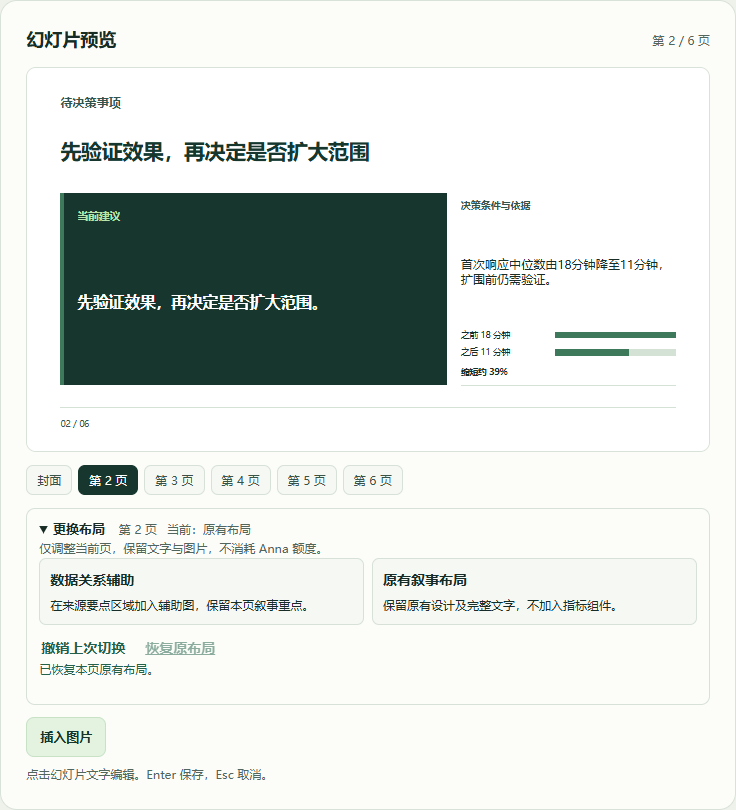 幻灯片预览
第 2 / 6 页
待决策事项
先验证效果，再决定是否扩大范围
当前建议
先验证效果，再决定是否扩大范围。
决策条件与依据
首次响应中位数由18分钟降至11分钟，
扩围前仍需验证。
之前 18 分钟
之后 11 分钟
缩短约 39%
02 / 06
封面
第 2 页
第 3 页
第 4 页
第 5 页
第 6 页
▼ 更换布局 第 2 页 当前：原有布局
仅调整当前页，保留文字与图片，不消耗 Anna 额度。
数据关系辅助
在来源要点区域加入辅助图，保留本页叙事重点。
原有叙事布局
保留原有设计及完整文字，不加入指标组件。
撤销上次切换
恢复原布局
已恢复本页原有布局。
插入图片
点击幻灯片文字编辑。Enter 保存，Esc 取消。